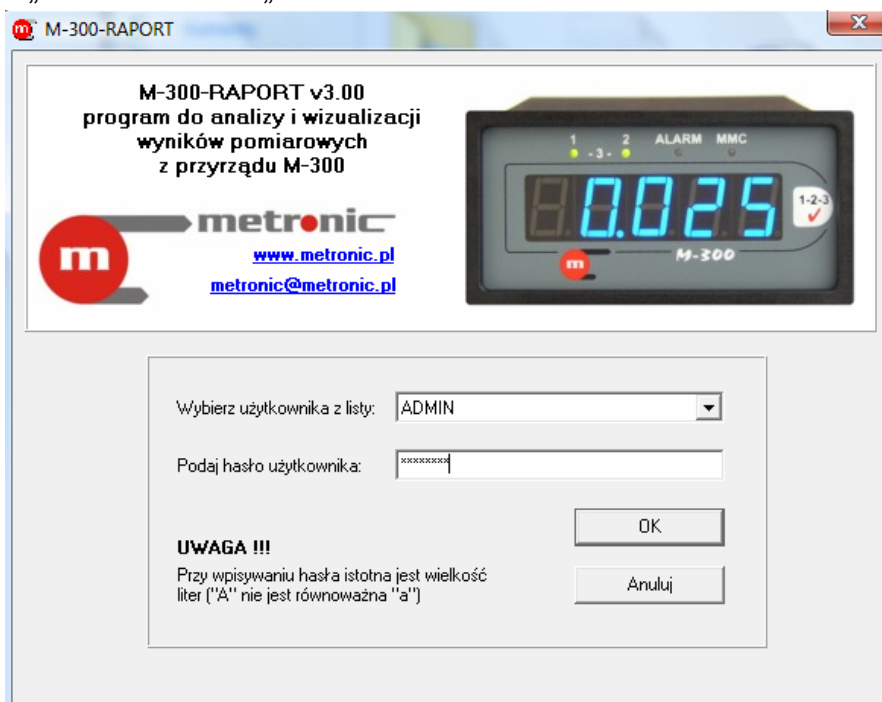 M-300-RAPORT
M-300-RAPORT v3.00
program do analizy i wizualizacji
wyników pomiarowych
z przyrządu M-300
m metronic
www.metronic.pl
metronic@metronic.pl
1 2 ALARM MMC
- 3 -
0.025
1-2-3
m M-300
Wybierz użytkownika z listy: ADMIN
Podaj hasło użytkownika: ********
OK
UWAGA !!!
Przy wpisywaniu hasła istotna jest wielkość
liter ("A" nie jest równoważna "a")
Anuluj